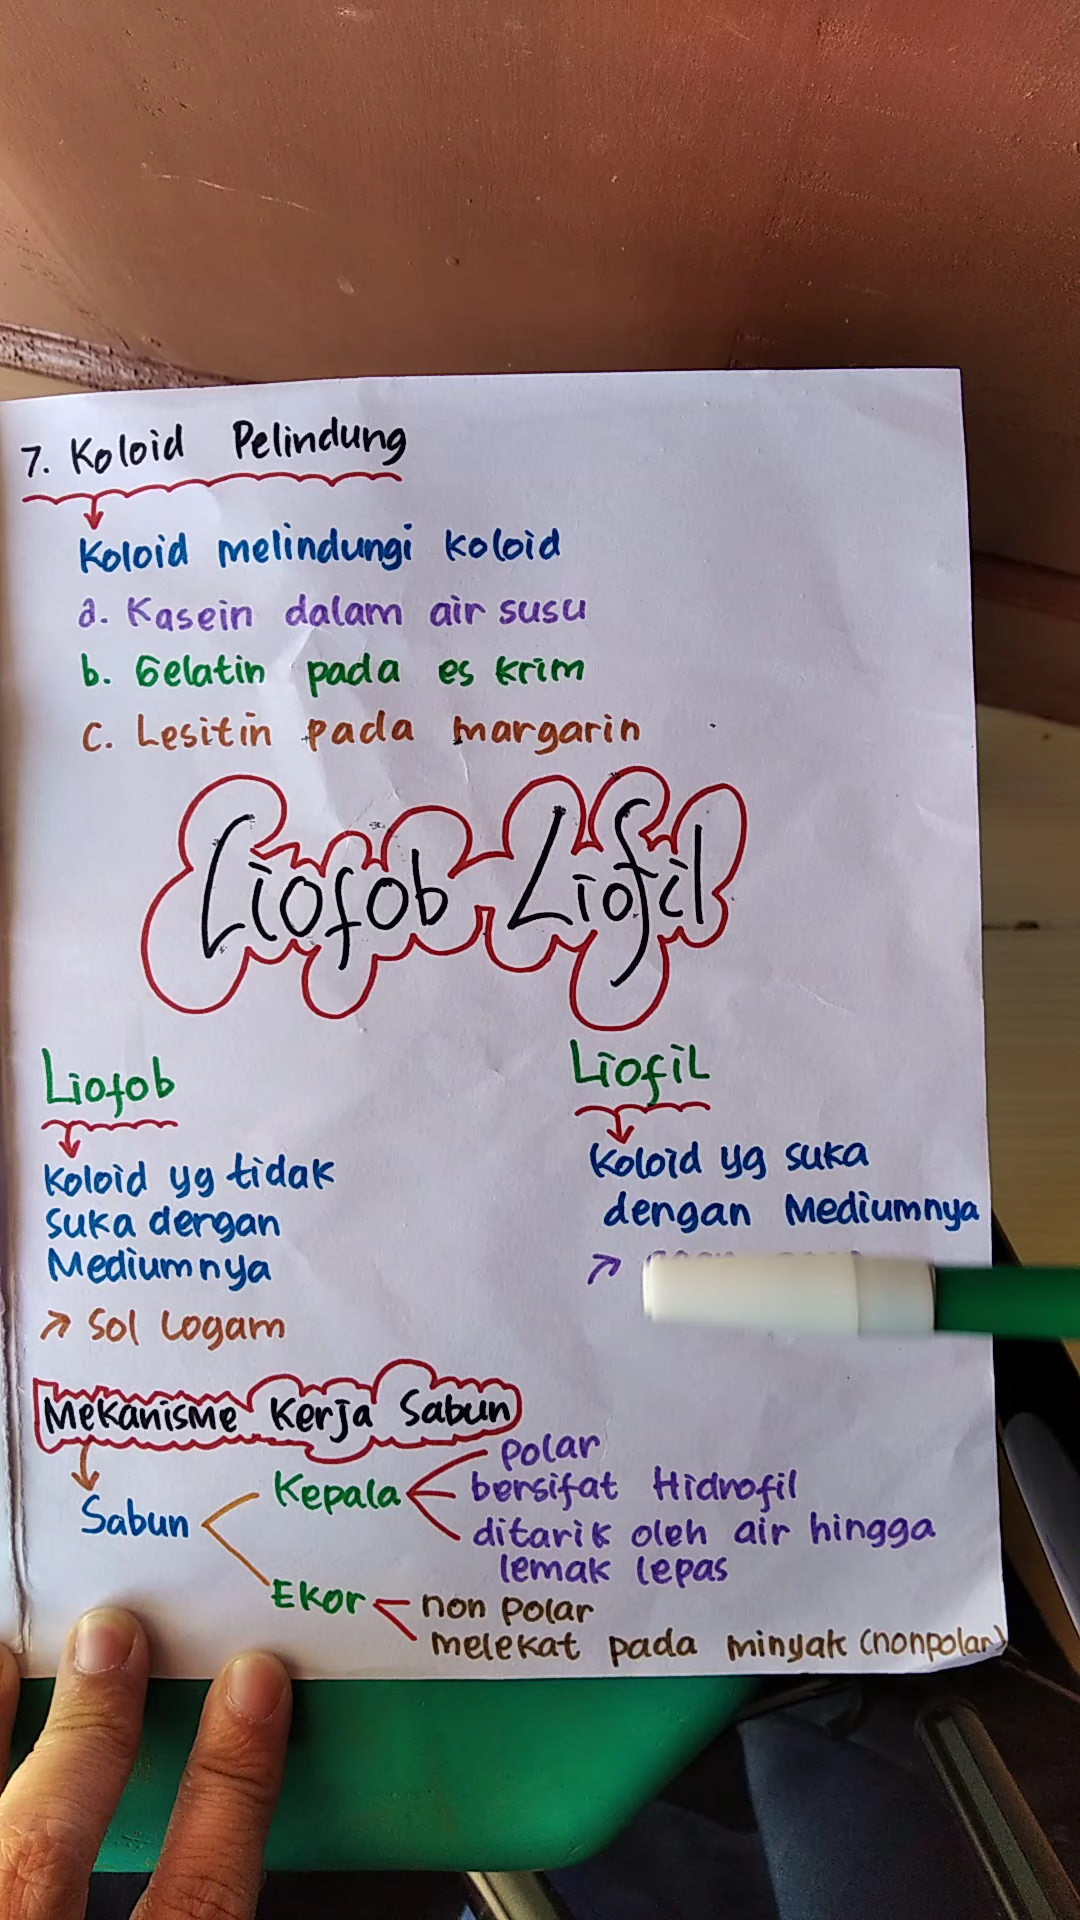 7. Koloid Pelindung
Koloid melindungi koloid
a. Kasein dalam air susu
b. Gelatin pada es krim
c. Lesitin pada margarin
Liofob Liofil
Liofob
Koloid yg tidak
suka dengan
Mediumnya
↗ Sol Logam
Liofil
Koloid yg suka
dengan Mediumnya
↗
Mekanisme Kerja Sabun
Sabun
Kepala
polar
bersifat Hidrofil
ditarik oleh air hingga
lemak lepas
Ekor
non polar
melekat pada minyak (nonpolar)